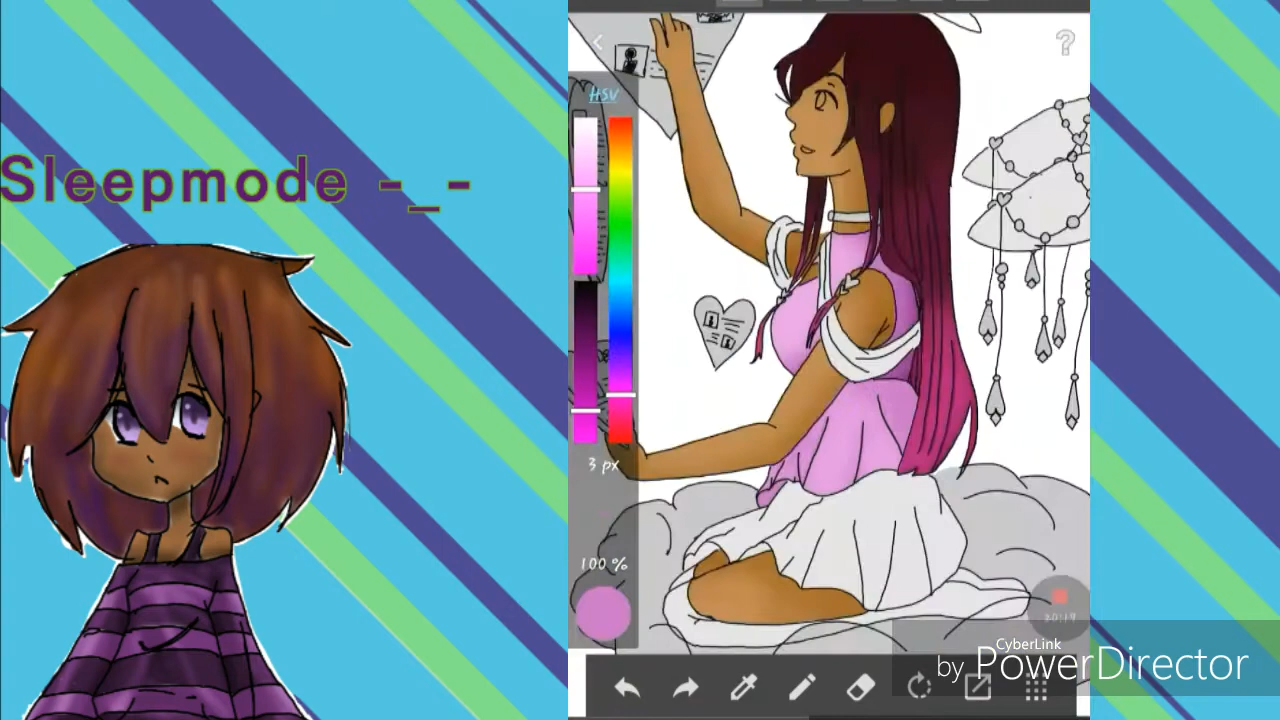 Sleepmode -_-
?
HSV
3 px
100 %
CyberLink
by PowerDirector